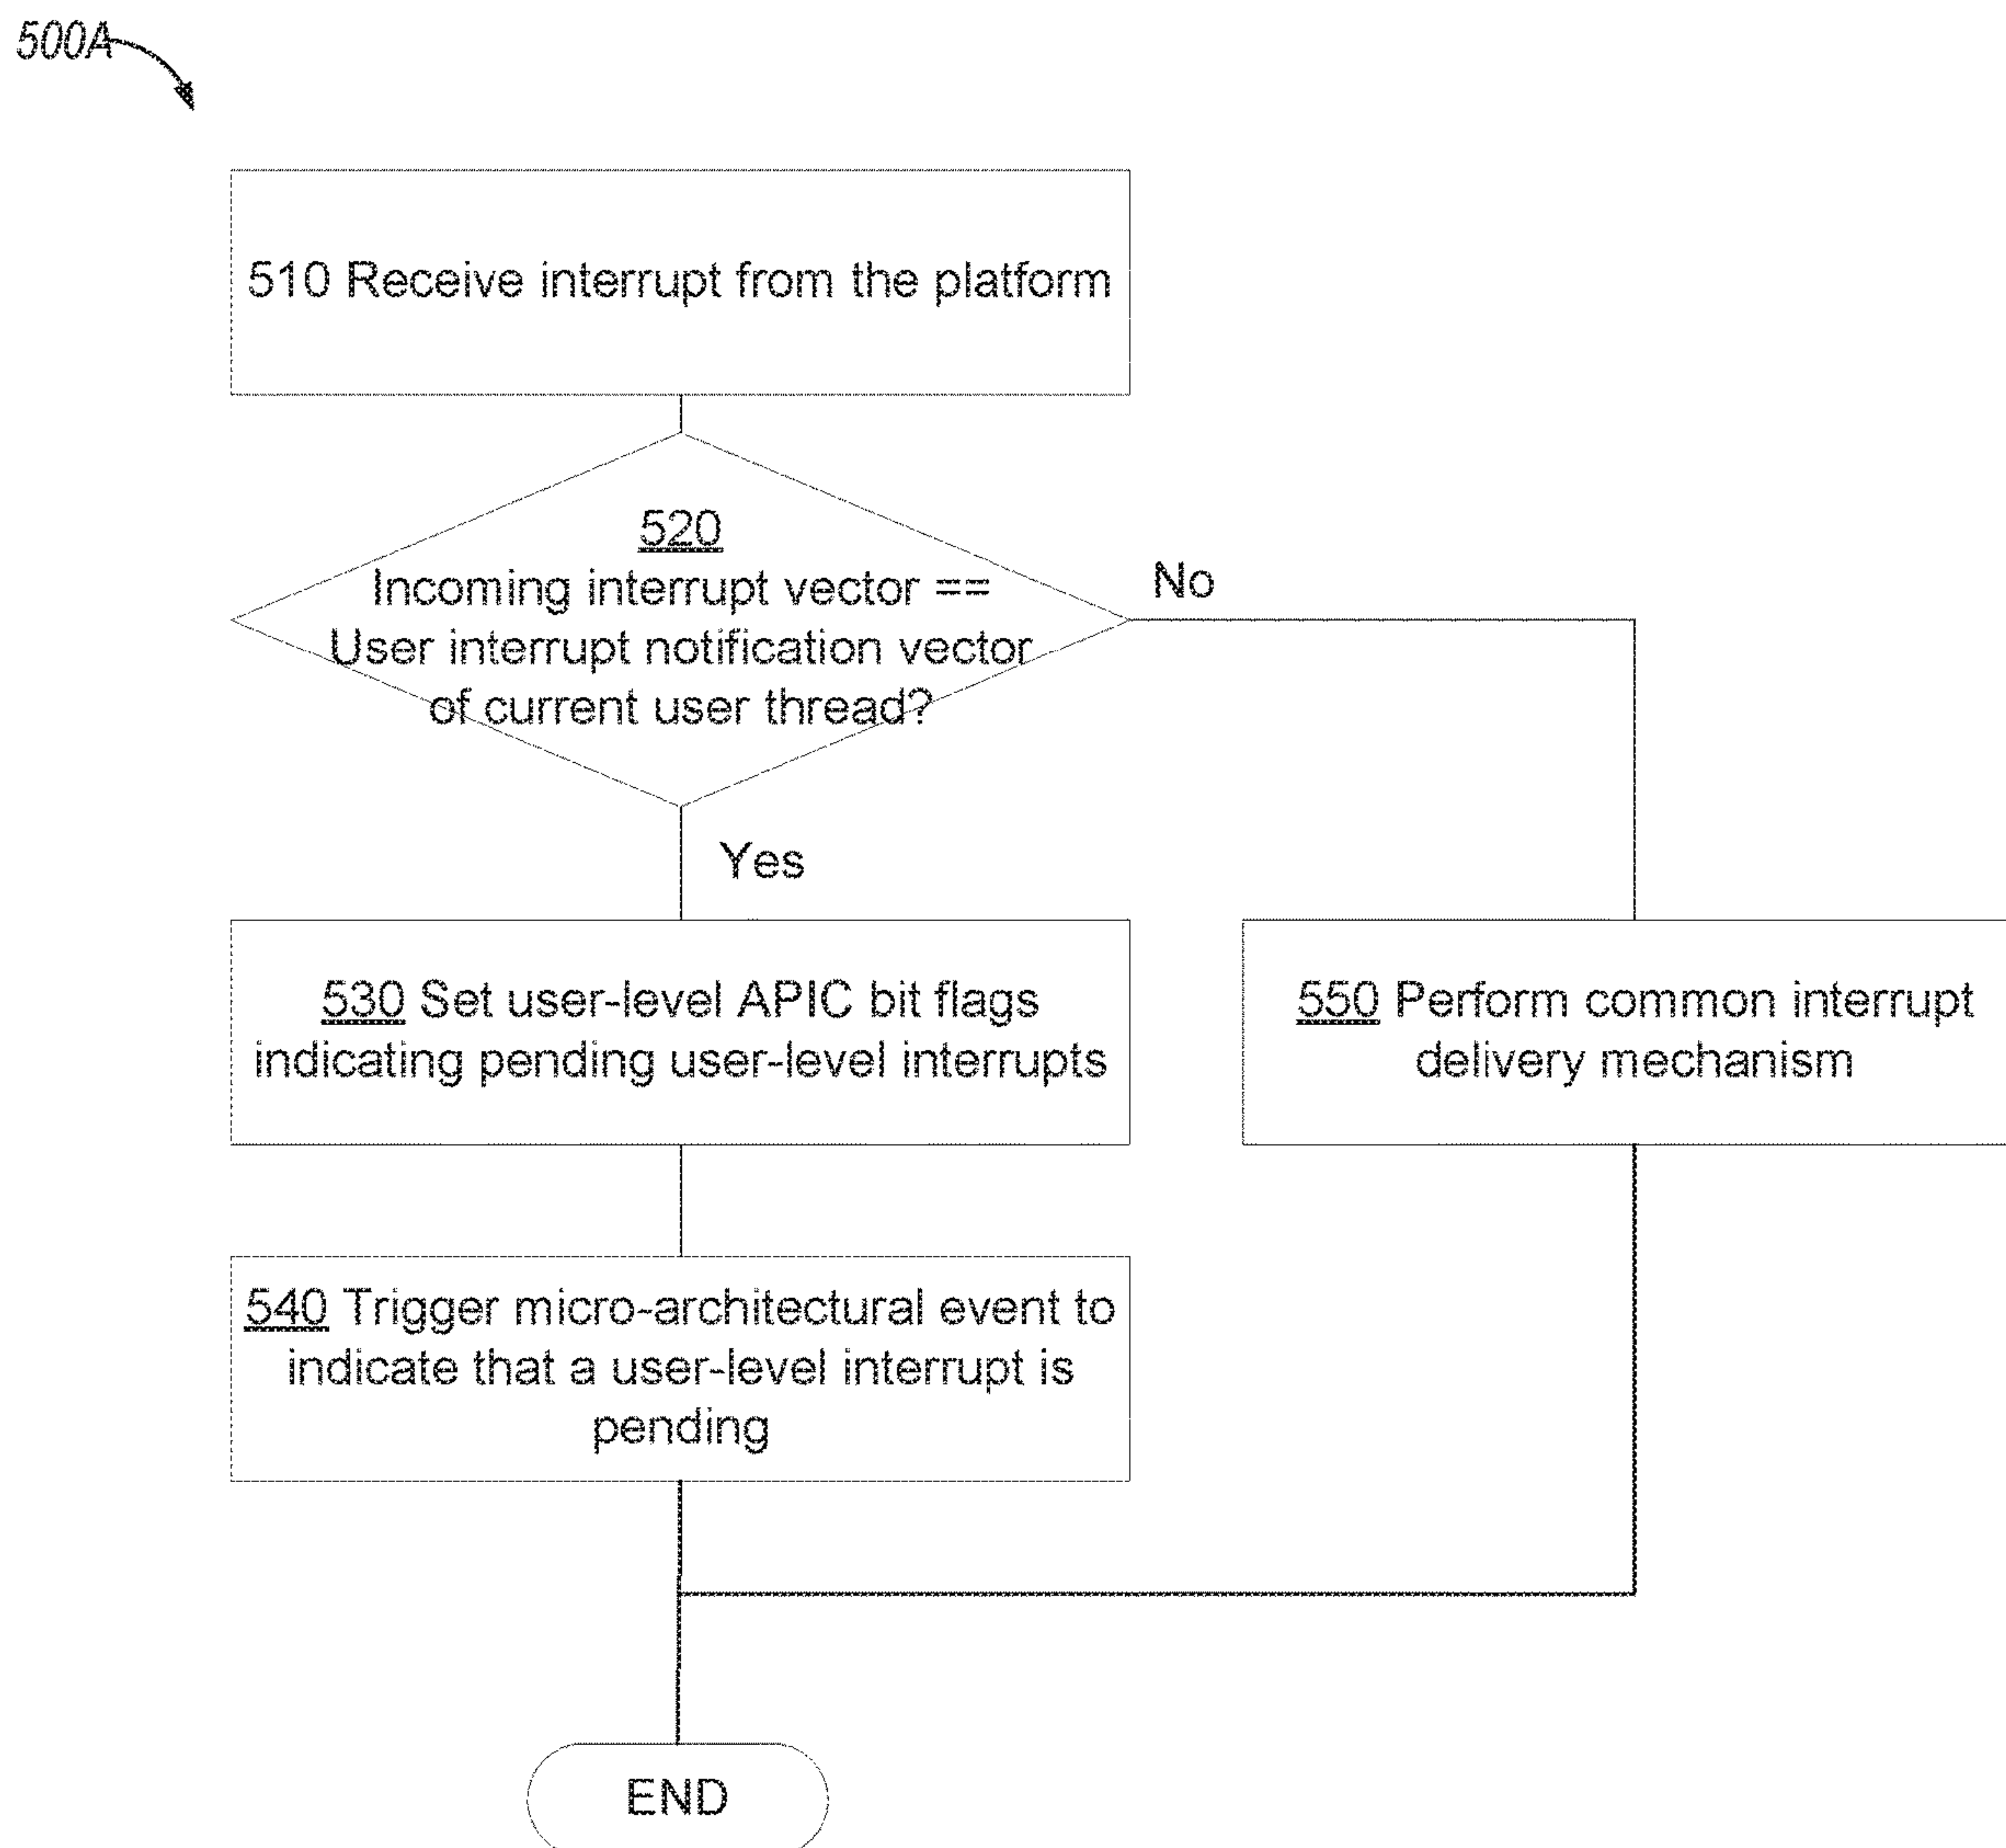 500A
510 Receive interrupt from the platform
520
Incoming interrupt vector ==
User interrupt notification vector
of current user thread?
No
Yes
530 Set user-level APIC bit flags
indicating pending user-level interrupts
550 Perform common interrupt
delivery mechanism
540 Trigger micro-architectural event to
indicate that a user-level interrupt is
pending
END